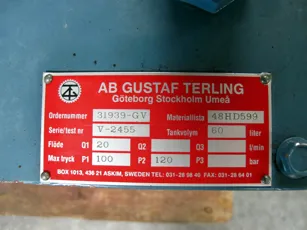 AB GUSTAF TERLING
Göteborg Stockholm Umeå
Ordernummer 31939-GV Materiallista 48HD599
Serie/test nr V-2455 Tankvolym 60 liter
Flöde Q1 20 Q2 Q3 l/min
Max tryck P1 100 P2 120 P3 bar
BOX 1013, 436 21 ASKIM, SWEDEN TEL: 031-28 98 40 FAX: 031-28 64 01